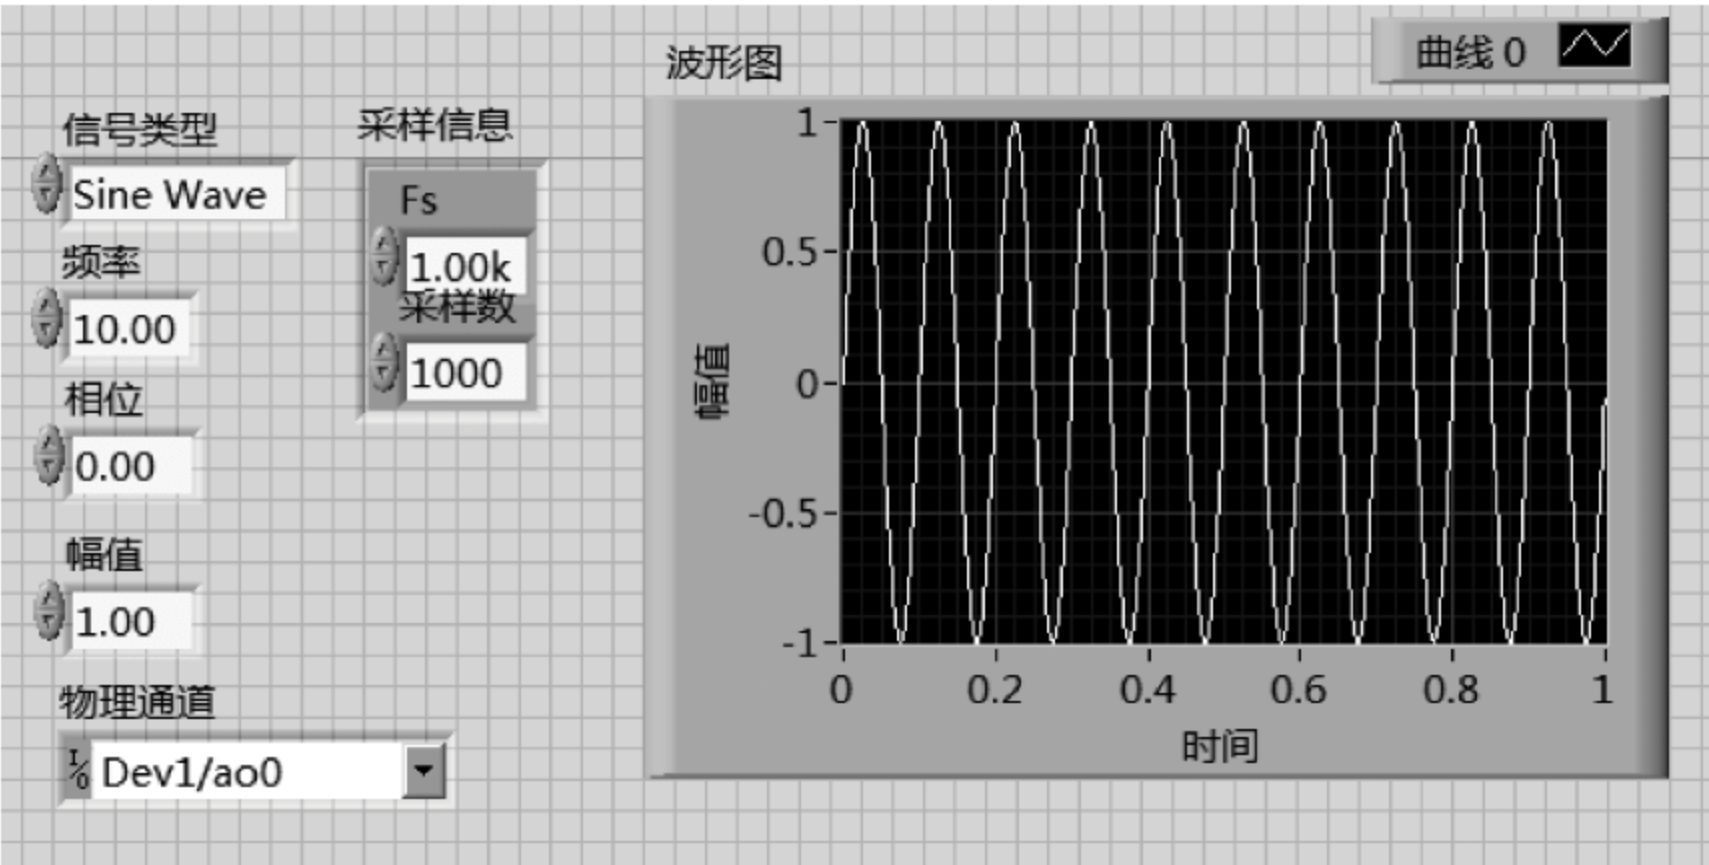 信号类型
Sine Wave
频率
10.00
相位
0.00
幅值
1.00
物理通道
I/O Dev1/ao0
采样信息
Fs
1.00k
采样数
1000
波形图
曲线 0
幅值
1
0.5
0
-0.5
-1
0 0.2 0.4 0.6 0.8 1
时间